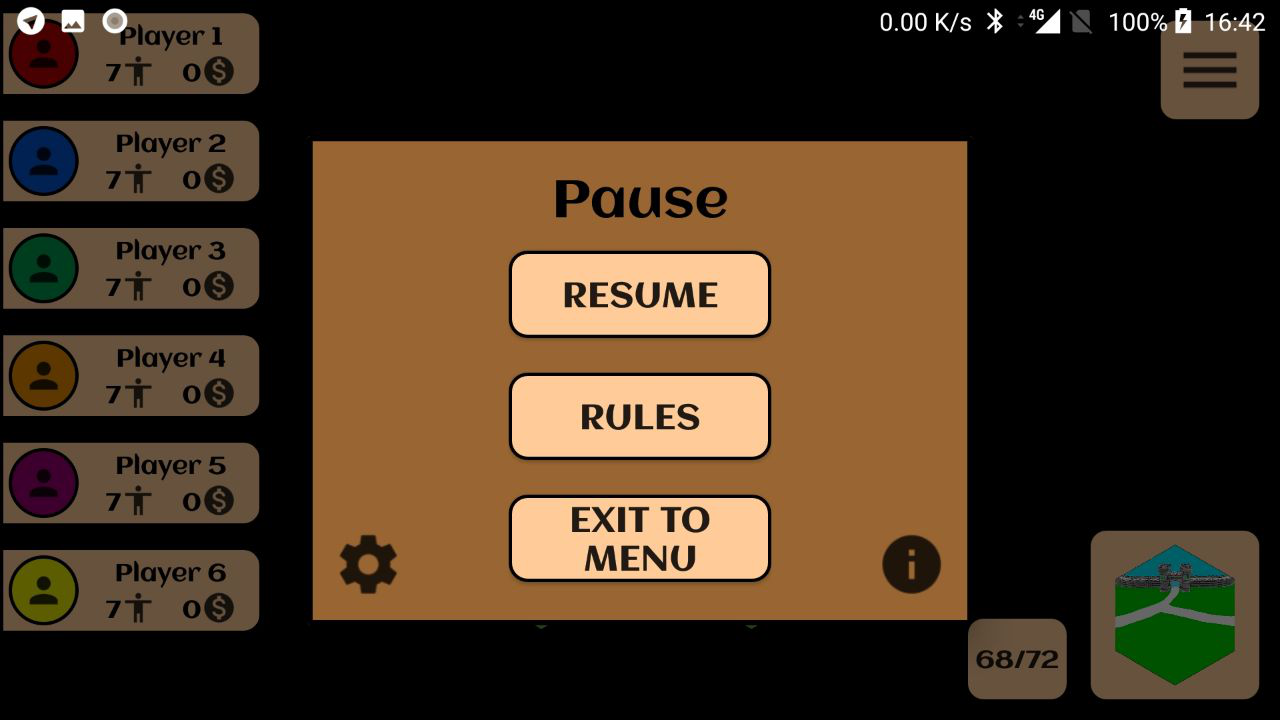 0.00 K/s 4G 100% 16:42
Player 1
7 0
Player 2
7 0
Player 3
7 0
Player 4
7 0
Player 5
7 0
Player 6
7 0
Pause
RESUME
RULES
EXIT TO
MENU
68/72